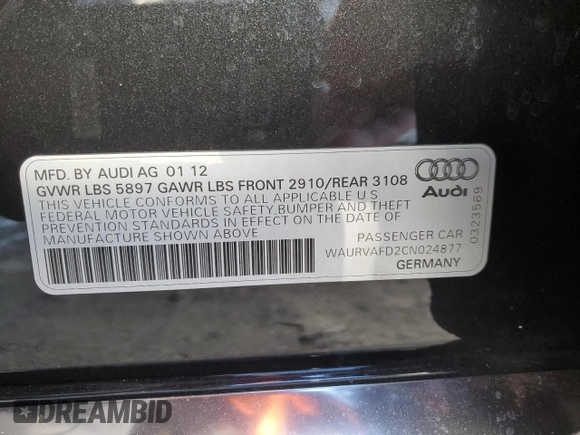 MFD. BY AUDI AG 01 12
GVWR LBS 5897 GAWR LBS FRONT 2910/REAR 3108
THIS VEHICLE CONFORMS TO ALL APPLICABLE U S
FEDERAL MOTOR VEHICLE SAFETY,BUMPER AND THEFT
PREVENTION STANDARDS IN EFFECT ON DATE OF
MANUFACTURE SHOWN ABOVE
Audi
0323569
PASSENGER CAR
WAURVAFD2CN024877
GERMANY
DREAMBID